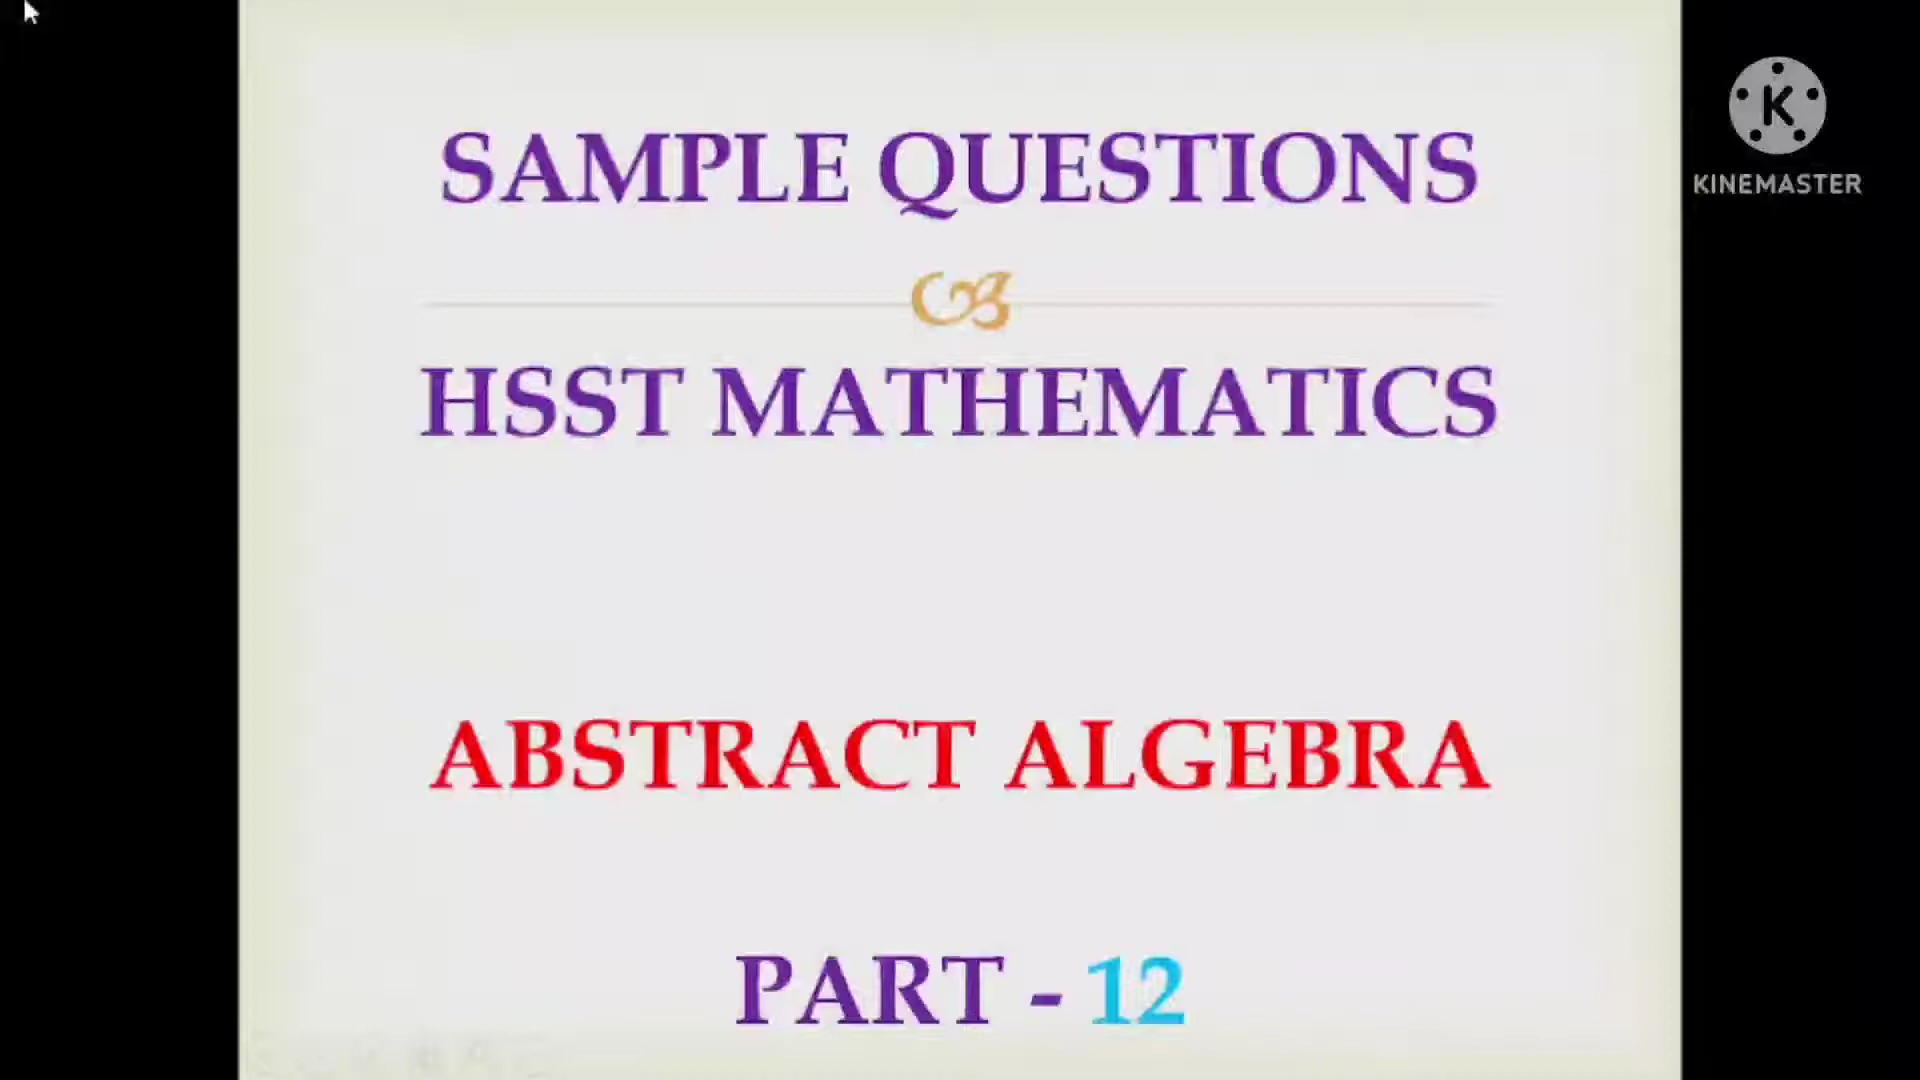 SAMPLE QUESTIONS
HSST MATHEMATICS
ABSTRACT ALGEBRA
PART - 12
K
KINEMASTER